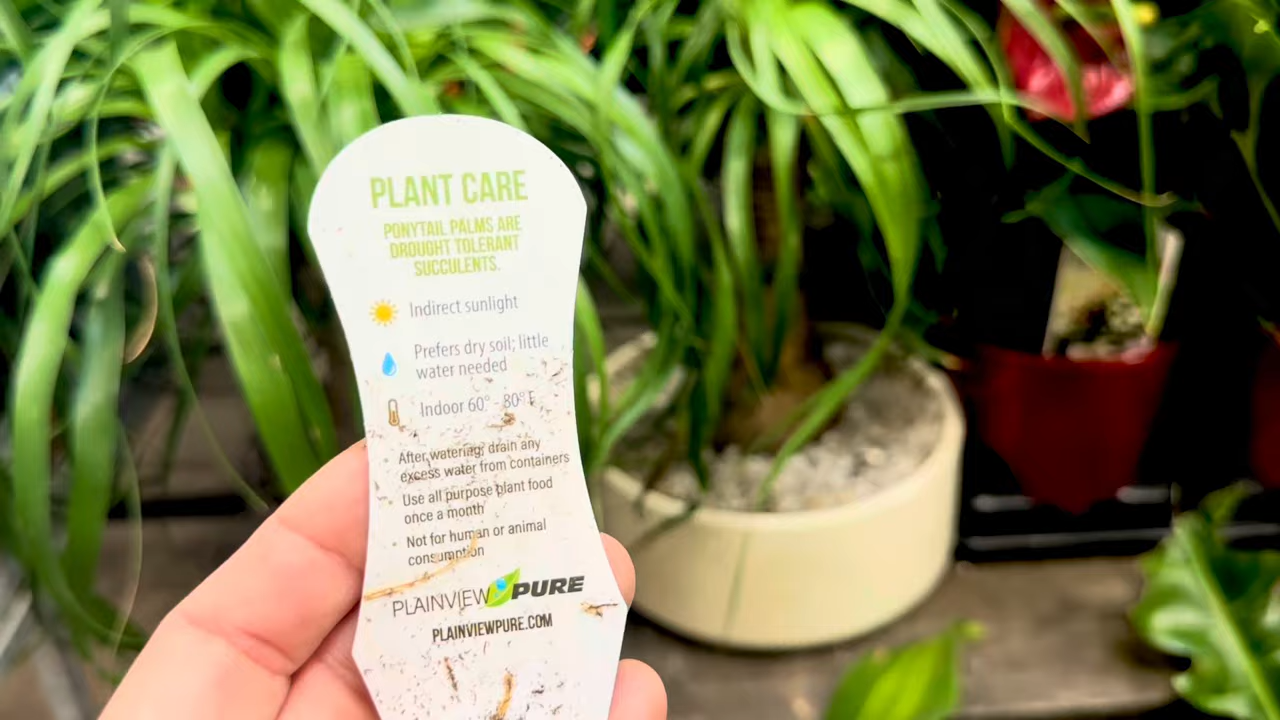 PLANT CARE
PONYTAIL PALMS ARE
DROUGHT TOLERANT
SUCCULENTS.
Indirect sunlight
Prefers dry soil; little
water needed
Indoor 60° - 80° F
After watering, drain any
excess water from containers
Use all purpose plant food
once a month
Not for human or animal
consumption
PLAINVIEW PURE
PLAINVIEWPURE.COM